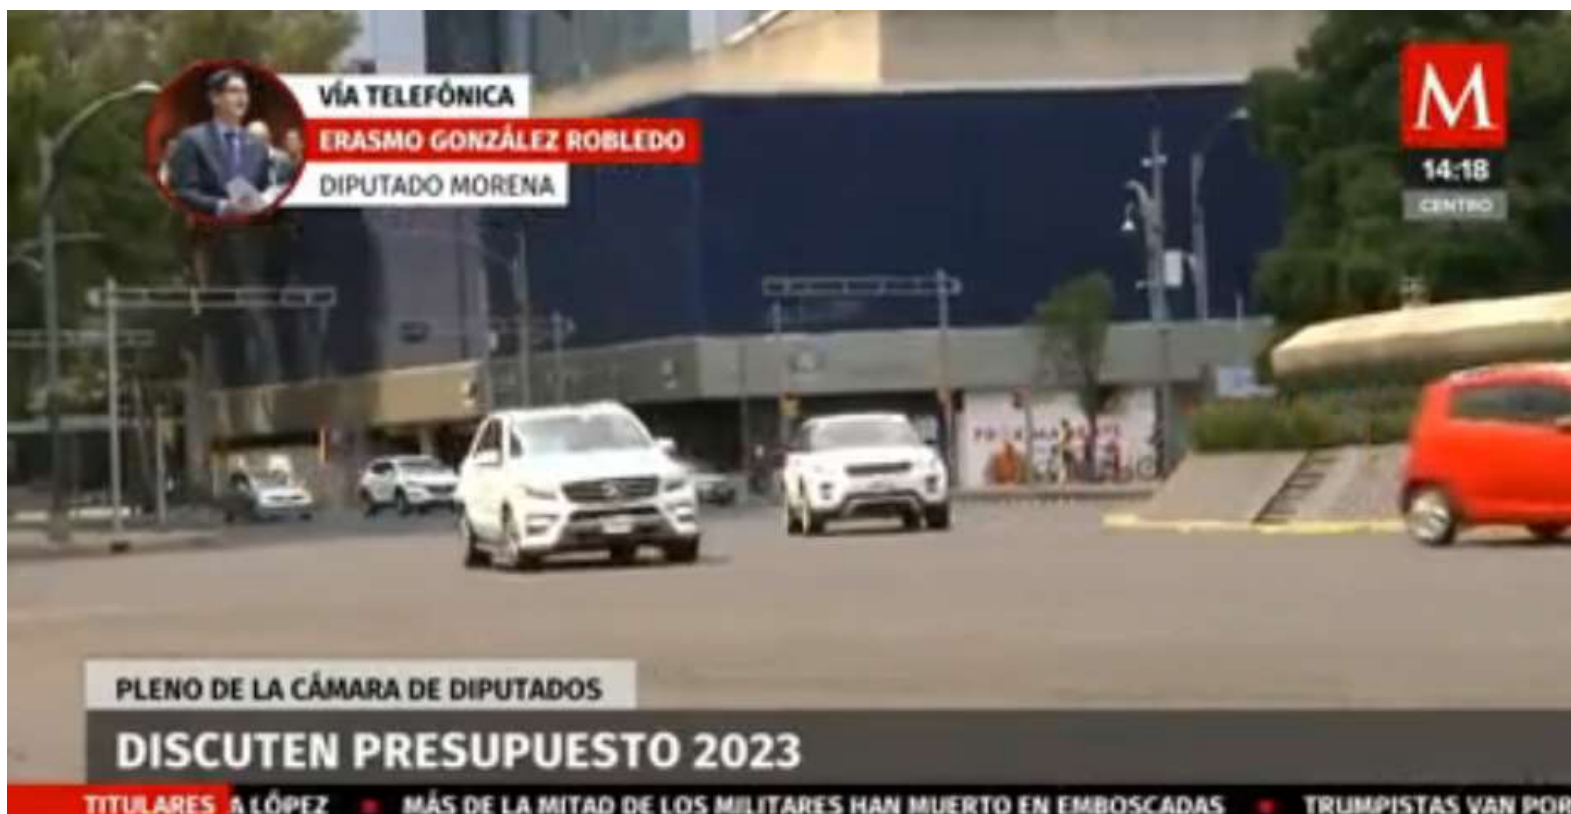 VÍA TELEFÓNICA
ERASMO GONZÁLEZ ROBLEDO
DIPUTADO MORENA
M
14:18
CENTRO
PLENO DE LA CÁMARA DE DIPUTADOS
DISCUTEN PRESUPUESTO 2023
TITULARES A LÓPEZ MÁS DE LA MITAD DE LOS MILITARES HAN MUERTO EN EMBOSCADAS TRUMPISTAS VAN POR